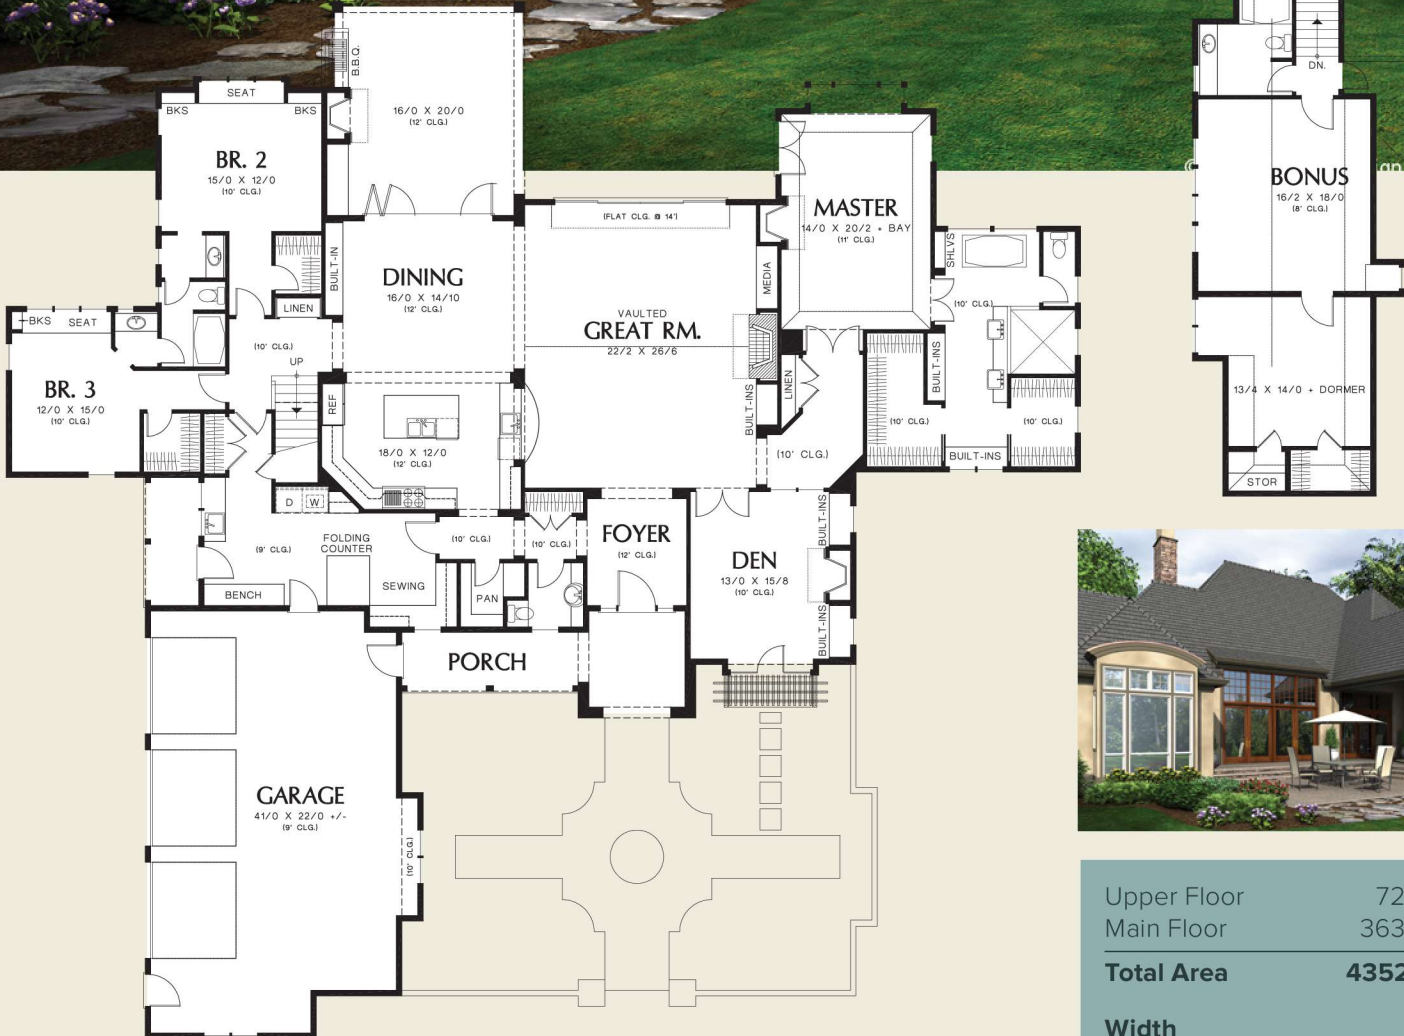 B.B.Q.
16/0 X 20/0
(12' CLG.)
SEAT
BKS
BKS
BR. 2
15/0 X 12/0
(10' CLG.)
DN.
BONUS
16/2 X 18/0
(8' CLG.)
(FLAT CLG. @ 14')
MASTER
14/0 X 20/2 + BAY
(11' CLG.)
BUILT-IN
DINING
16/0 X 14/10
(12' CLG.)
MEDIA
SHLVS
(10' CLG.)
LINEN
BKS
SEAT
(10' CLG.)
UP
VAULTED
GREAT RM.
22/2 X 26/6
BR. 3
12/0 X 15/0
(10' CLG.)
REF
LINEN
BUILT-INS
BUILT-INS
13/4 X 14/0 + DORMER
18/0 X 12/0
(12' CLG.)
(10' CLG.)
(10' CLG.)
(10' CLG.)
BUILT-INS
STOR
D
W
FOLDING
COUNTER
(9' CLG.)
(10' CLG.)
(10' CLG.)
FOYER
(12' CLG.)
BUILT-INS
DEN
13/0 X 15/8
(10' CLG.)
BUILT-INS
BENCH
SEWING
PAN
PORCH
GARAGE
41/0 X 22/0 +/-
(9' CLG.)
(10' CLG.)
Upper Floor 72
Main Floor 363
Total Area 4352
Width